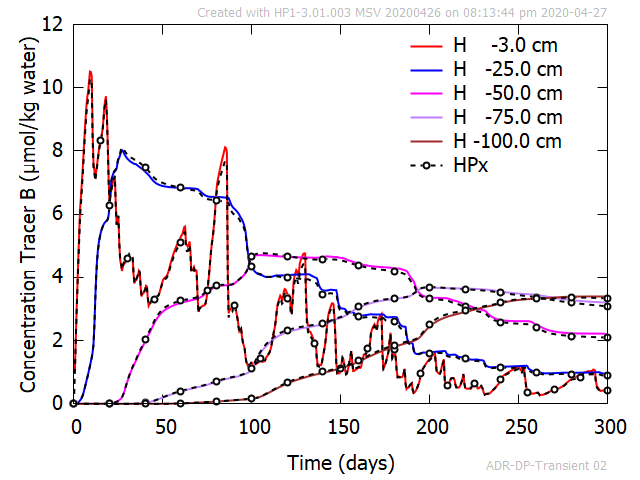 Created with HP1-3.01.003 MSV 20200426 on 08:13:44 pm 2020-04-27
Concentration Tracer B (µmol/kg water)
12
10
8
6
4
2
0
H -3.0 cm
H -25.0 cm
H -50.0 cm
H -75.0 cm
H -100.0 cm
HPx
0 50 100 150 200 250 300
Time (days)
ADR-DP-Transient 02